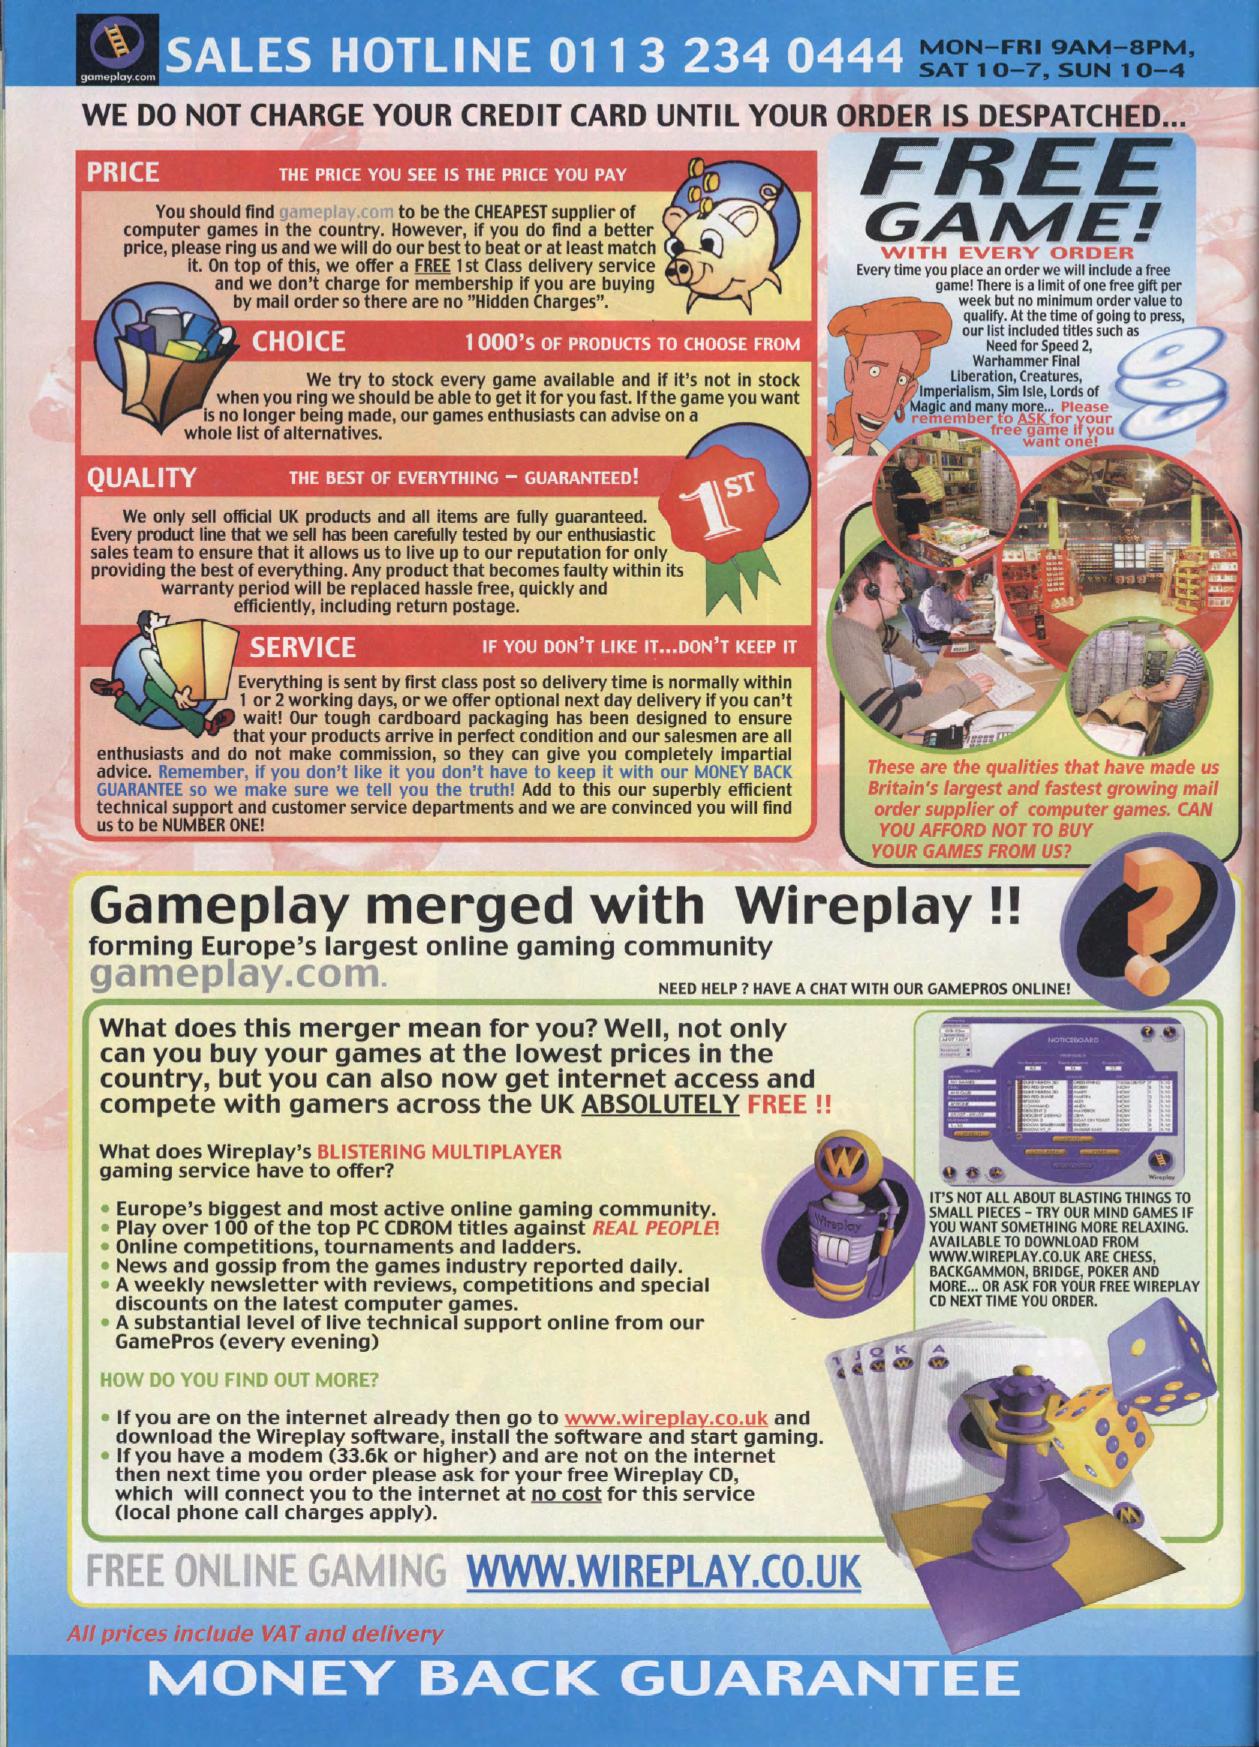 gameplay.com
SALES HOTLINE 0113 234 0444
MON–FRI 9AM–8PM,
SAT 10–7, SUN 10–4
WE DO NOT CHARGE YOUR CREDIT CARD UNTIL YOUR ORDER IS DESPATCHED...
PRICE THE PRICE YOU SEE IS THE PRICE YOU PAY
You should find gameplay.com to be the CHEAPEST supplier of
computer games in the country. However, if you do find a better
price, please ring us and we will do our best to beat or at least match
it. On top of this, we offer a FREE 1st Class delivery service
and we don't charge for membership if you are buying
by mail order so there are no "Hidden Charges".
CHOICE 1000'S OF PRODUCTS TO CHOOSE FROM
We try to stock every game available and if it's not in stock
when you ring we should be able to get it for you fast. If the game you want
is no longer being made, our games enthusiasts can advise on a
whole list of alternatives.
QUALITY THE BEST OF EVERYTHING – GUARANTEED!
1ST
We only sell official UK products and all items are fully guaranteed.
Every product line that we sell has been carefully tested by our enthusiastic
sales team to ensure that it allows us to live up to our reputation for only
providing the best of everything. Any product that becomes faulty within its
warranty period will be replaced hassle free, quickly and
efficiently, including return postage.
SERVICE IF YOU DON'T LIKE IT...DON'T KEEP IT
Everything is sent by first class post so delivery time is normally within
1 or 2 working days, or we offer optional next day delivery if you can't
wait! Our tough cardboard packaging has been designed to ensure
that your products arrive in perfect condition and our salesmen are all
enthusiasts and do not make commission, so they can give you completely impartial
advice. Remember, if you don't like it you don't have to keep it with our MONEY BACK
GUARANTEE so we make sure we tell you the truth! Add to this our superbly efficient
technical support and customer service departments and we are convinced you will find
us to be NUMBER ONE!
FREE
GAME!
WITH EVERY ORDER
Every time you place an order we will include a free
game! There is a limit of one free gift per
week but no minimum order value to
qualify. At the time of going to press,
our list included titles such as
Need for Speed 2,
Warhammer Final
Liberation, Creatures,
Imperialism, Sim Isle, Lords of
Magic and many more... Please
remember to ASK for your
free game if you
want one!
These are the qualities that have made us
Britain's largest and fastest growing mail
order supplier of computer games. CAN
YOU AFFORD NOT TO BUY
YOUR GAMES FROM US?
Gameplay merged with Wireplay !!
forming Europe's largest online gaming community
gameplay.com.
NEED HELP ? HAVE A CHAT WITH OUR GAMEPROS ONLINE!
?
What does this merger mean for you? Well, not only
can you buy your games at the lowest prices in the
country, but you can also now get internet access and
compete with gamers across the UK ABSOLUTELY FREE !!
What does Wireplay's BLISTERING MULTIPLAYER
gaming service have to offer?
• Europe's biggest and most active online gaming community.
• Play over 100 of the top PC CDROM titles against REAL PEOPLE!
• Online competitions, tournaments and ladders.
• News and gossip from the games industry reported daily.
• A weekly newsletter with reviews, competitions and special
discounts on the latest computer games.
• A substantial level of live technical support online from our
GamePros (every evening)
HOW DO YOU FIND OUT MORE?
• If you are on the internet already then go to www.wireplay.co.uk and
download the Wireplay software, install the software and start gaming.
• If you have a modem (33.6k or higher) and are not on the internet
then next time you order please ask for your free Wireplay CD,
which will connect you to the internet at no cost for this service
(local phone call charges apply).
W
Wireplay
NOTICEBOARD
Wireplay
IT'S NOT ALL ABOUT BLASTING THINGS TO
SMALL PIECES – TRY OUR MIND GAMES IF
YOU WANT SOMETHING MORE RELAXING.
AVAILABLE TO DOWNLOAD FROM
WWW.WIREPLAY.CO.UK ARE CHESS,
BACKGAMMON, BRIDGE, POKER AND
MORE... OR ASK FOR YOUR FREE WIREPLAY
CD NEXT TIME YOU ORDER.
J Q K A
FREE ONLINE GAMING WWW.WIREPLAY.CO.UK
All prices include VAT and delivery
MONEY BACK GUARANTEE